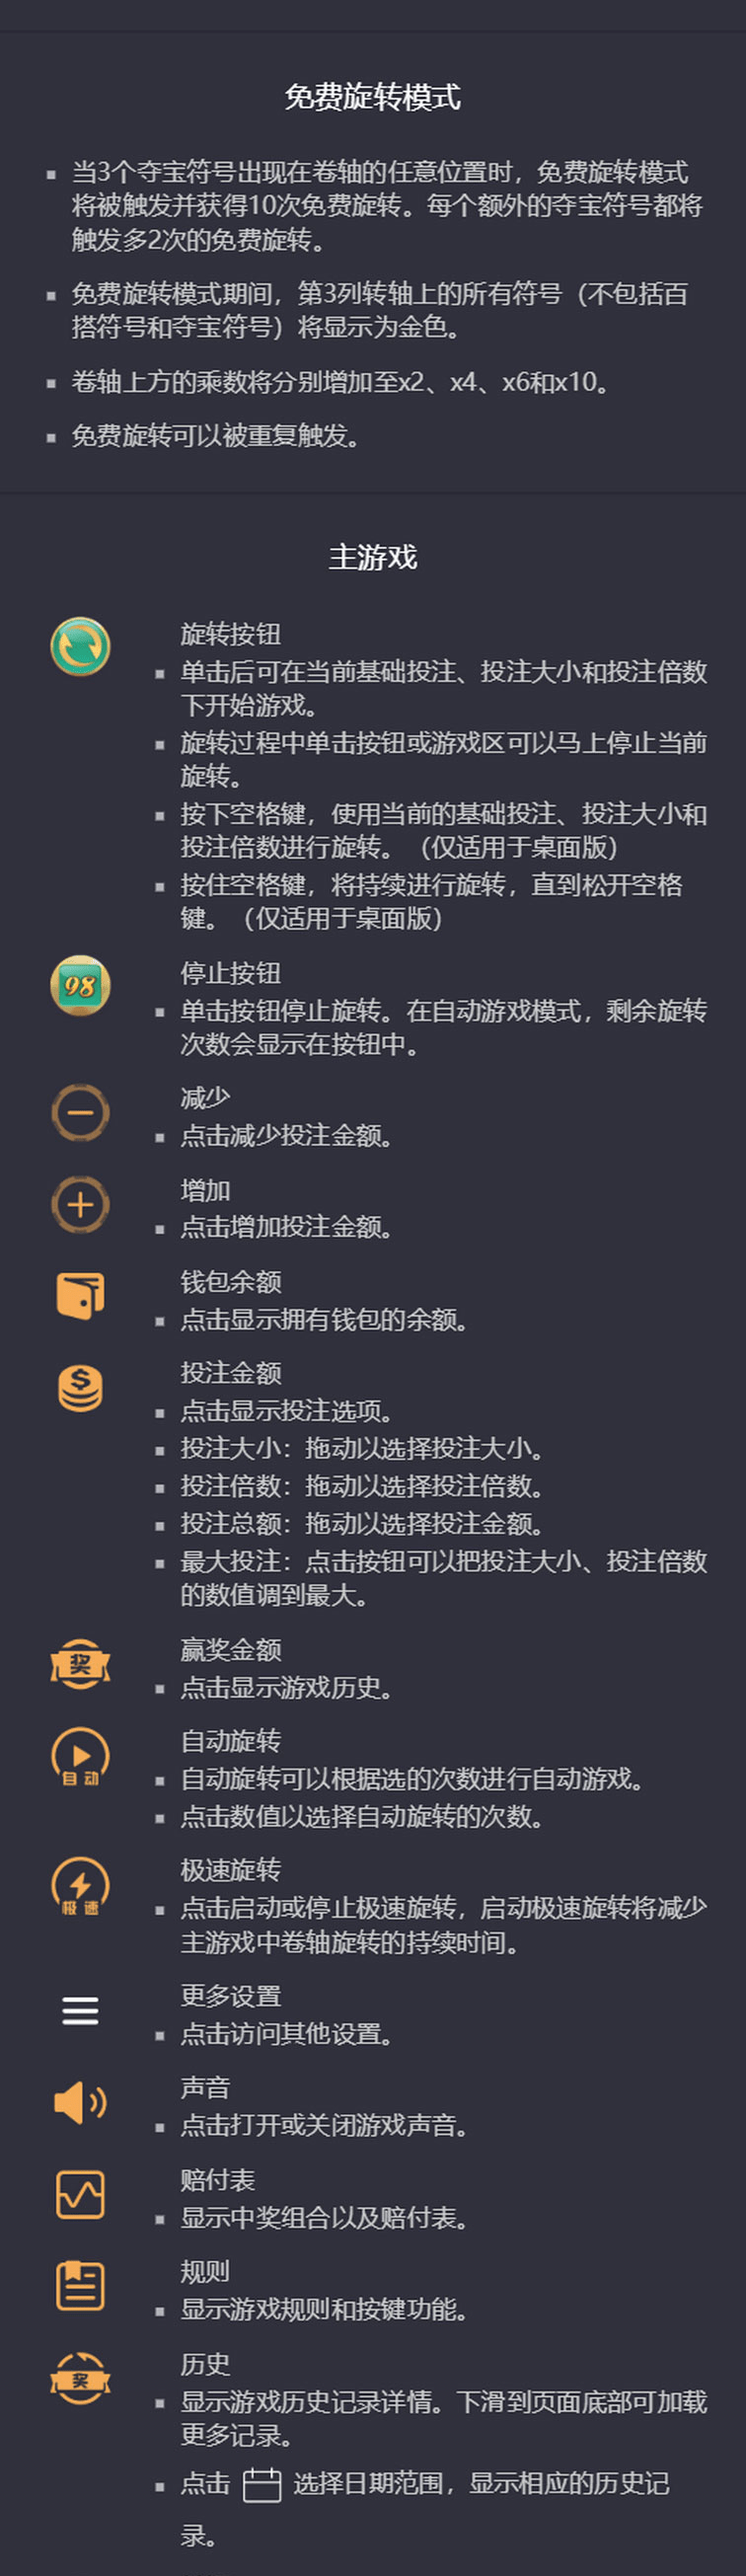 免费旋转模式
当3个夺宝符号出现在卷轴的任意位置时，免费旋转模式
将被触发并获得10次免费旋转。每个额外的夺宝符号都将
触发多2次的免费旋转。
免费旋转模式期间，第3列转轴上的所有符号（不包括百
搭符号和夺宝符号）将显示为金色。
卷轴上方的乘数将分别增加至x2、x4、x6和x10。
免费旋转可以被重复触发。
主游戏
旋转按钮
单击后可在当前基础投注、投注大小和投注倍数
下开始游戏。
旋转过程中单击按钮或游戏区可以马上停止当前
旋转。
按下空格键，使用当前的基础投注、投注大小和
投注倍数进行旋转。（仅适用于桌面版）
按住空格键，将持续进行旋转，直到松开空格
键。（仅适用于桌面版）
98
停止按钮
单击按钮停止旋转。在自动游戏模式，剩余旋转
次数会显示在按钮中。
减少
点击减少投注金额。
增加
点击增加投注金额。
钱包余额
点击显示拥有钱包的余额。
$
投注金额
点击显示投注选项。
投注大小：拖动以选择投注大小。
投注倍数：拖动以选择投注倍数。
投注总额：拖动以选择投注金额。
最大投注：点击按钮可以把投注大小、投注倍数
的数值调到最大。
奖
赢奖金额
点击显示游戏历史。
自动
自动旋转
自动旋转可以根据选的次数进行自动游戏。
点击数值以选择自动旋转的次数。
极速
极速旋转
点击启动或停止极速旋转，启动极速旋转将减少
主游戏中卷轴旋转的持续时间。
更多设置
点击访问其他设置。
声音
点击打开或关闭游戏声音。
赔付表
显示中奖组合以及赔付表。
规则
显示游戏规则和按键功能。
奖
历史
显示游戏历史记录详情。下滑到页面底部可加载
更多记录。
点击 选择日期范围，显示相应的历史记
录。